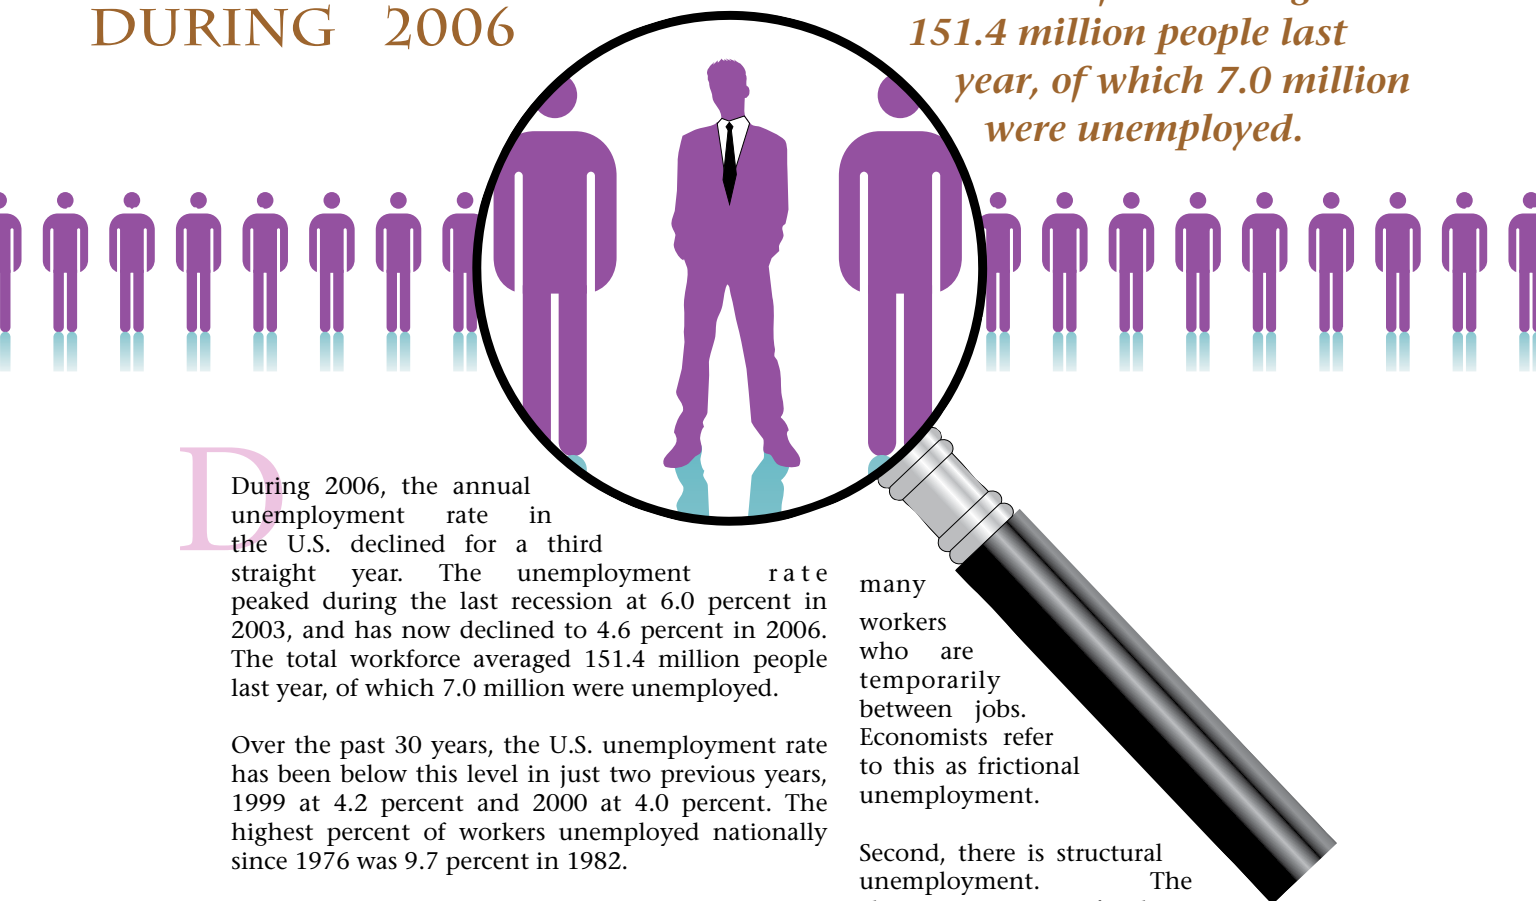 DURING 2006
151.4 million people last
year, of which 7.0 million
were unemployed.
During 2006, the annual
unemployment rate in
the U.S. declined for a third
straight year. The unemployment rate
peaked during the last recession at 6.0 percent in
2003, and has now declined to 4.6 percent in 2006.
The total workforce averaged 151.4 million people
last year, of which 7.0 million were unemployed.
Over the past 30 years, the U.S. unemployment rate
has been below this level in just two previous years,
1999 at 4.2 percent and 2000 at 4.0 percent. The
highest percent of workers unemployed nationally
since 1976 was 9.7 percent in 1982.
many
workers
who are
temporarily
between jobs.
Economists refer
to this as frictional
unemployment.
Second, there is structural
unemployment. The